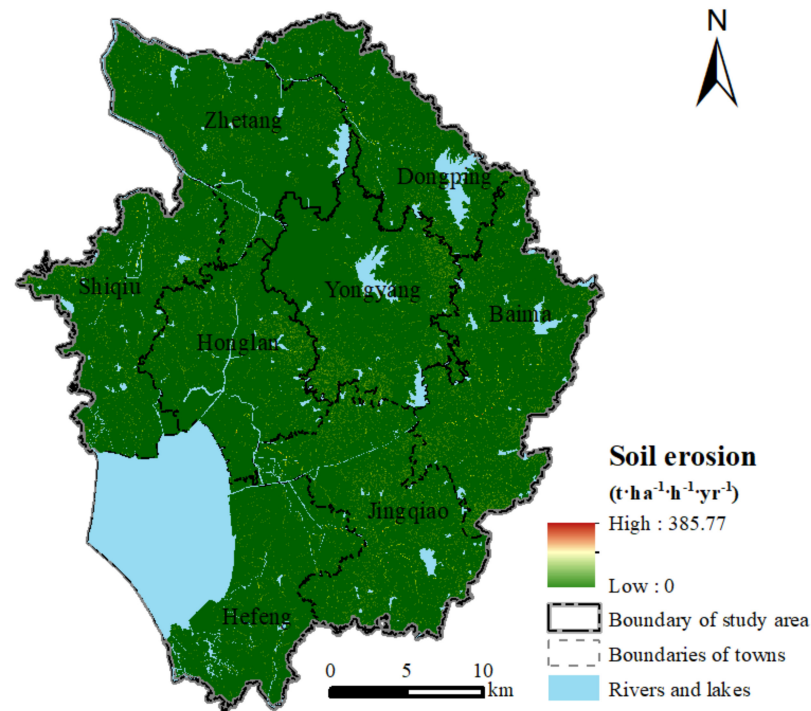 N
Zhetang
Dongping
Shiqiu
Yongyang
Baima
Honglan
Jingqiao
Hefeng
Soil erosion
(t·ha⁻¹·h⁻¹·yr⁻¹)
High : 385.77
Low : 0
Boundary of study area
Boundaries of towns
Rivers and lakes
0 5 10
km